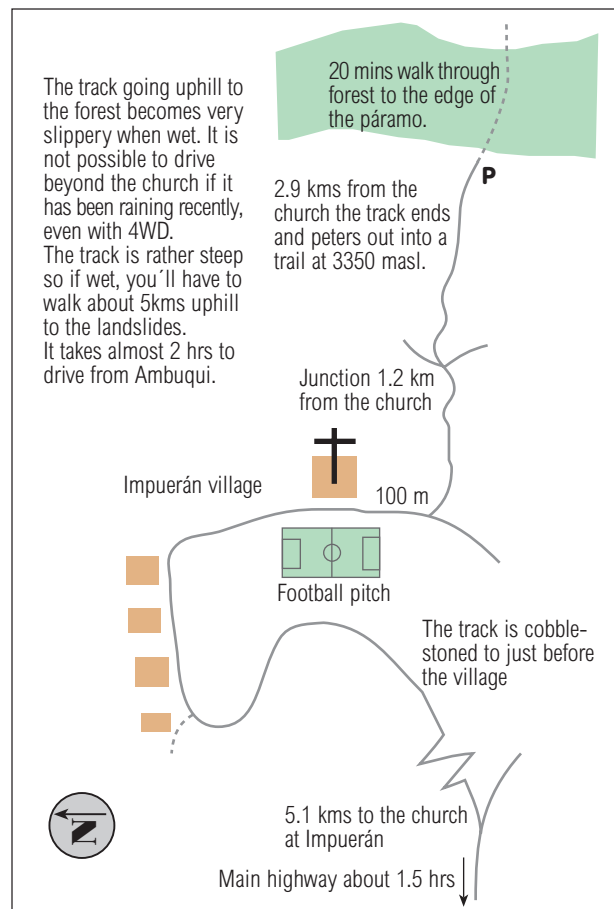 The track going uphill to
the forest becomes very
slippery when wet. It is
not possible to drive
beyond the church if it
has been raining recently,
even with 4WD.
The track is rather steep
so if wet, you´ll have to
walk about 5kms uphill
to the landslides.
It takes almost 2 hrs to
drive from Ambuqui.
20 mins walk through
forest to the edge of
the páramo.
P
2.9 kms from the
church the track ends
and peters out into a
trail at 3350 masl.
Junction 1.2 km
from the church
Impuerán village
100 m
Football pitch
The track is cobble-
stoned to just before
the village
N
5.1 kms to the church
at Impuerán
Main highway about 1.5 hrs